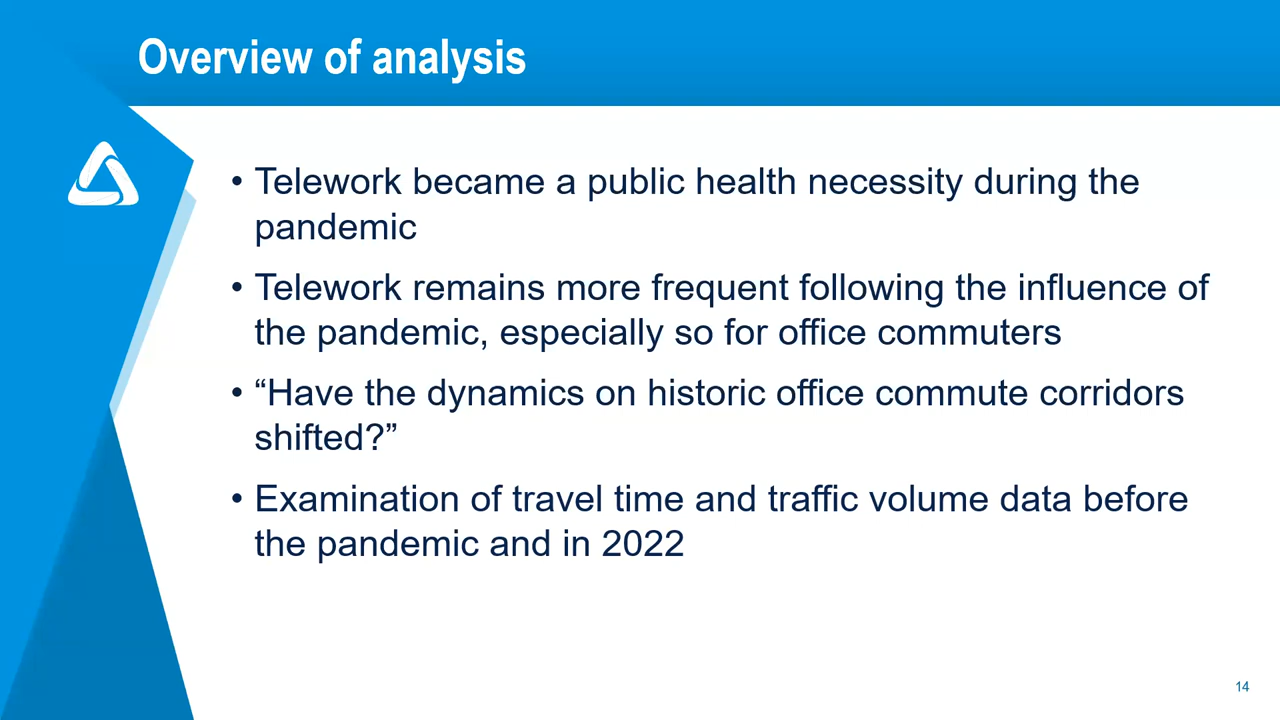 Overview of analysis
• Telework became a public health necessity during the
pandemic
• Telework remains more frequent following the influence of
the pandemic, especially so for office commuters
• “Have the dynamics on historic office commute corridors
shifted?”
• Examination of travel time and traffic volume data before
the pandemic and in 2022
14